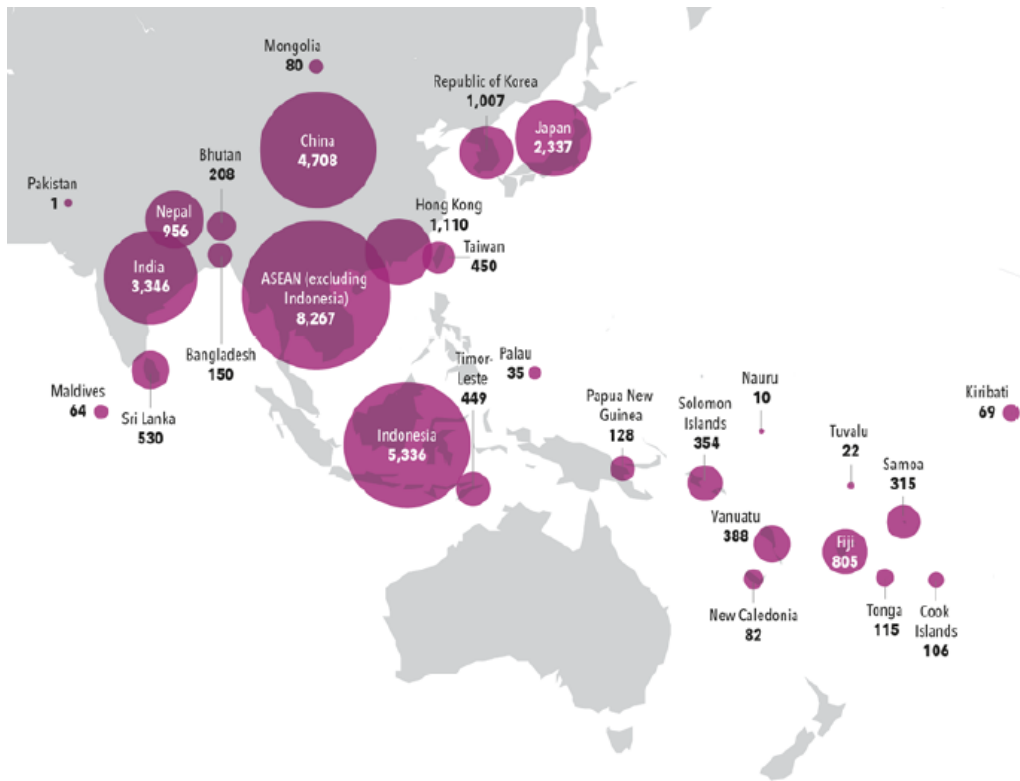 Mongolia
80
Republic of Korea
1,007
China
4,708
Japan
2,337
Bhutan
208
Pakistan
1
Nepal
956
Hong Kong
1,110
Taiwan
450
India
3,346
ASEAN (excluding
Indonesia)
8,267
Bangladesh
150
Maldives
64
Sri Lanka
530
Timor-
Leste
449
Palau
35
Indonesia
5,336
Papua New
Guinea
128
Solomon
Islands
354
Nauru
10
Kiribati
69
Tuvalu
22
Samoa
315
Vanuatu
388
Fiji
805
New Caledonia
82
Tonga
115
Cook
Islands
106